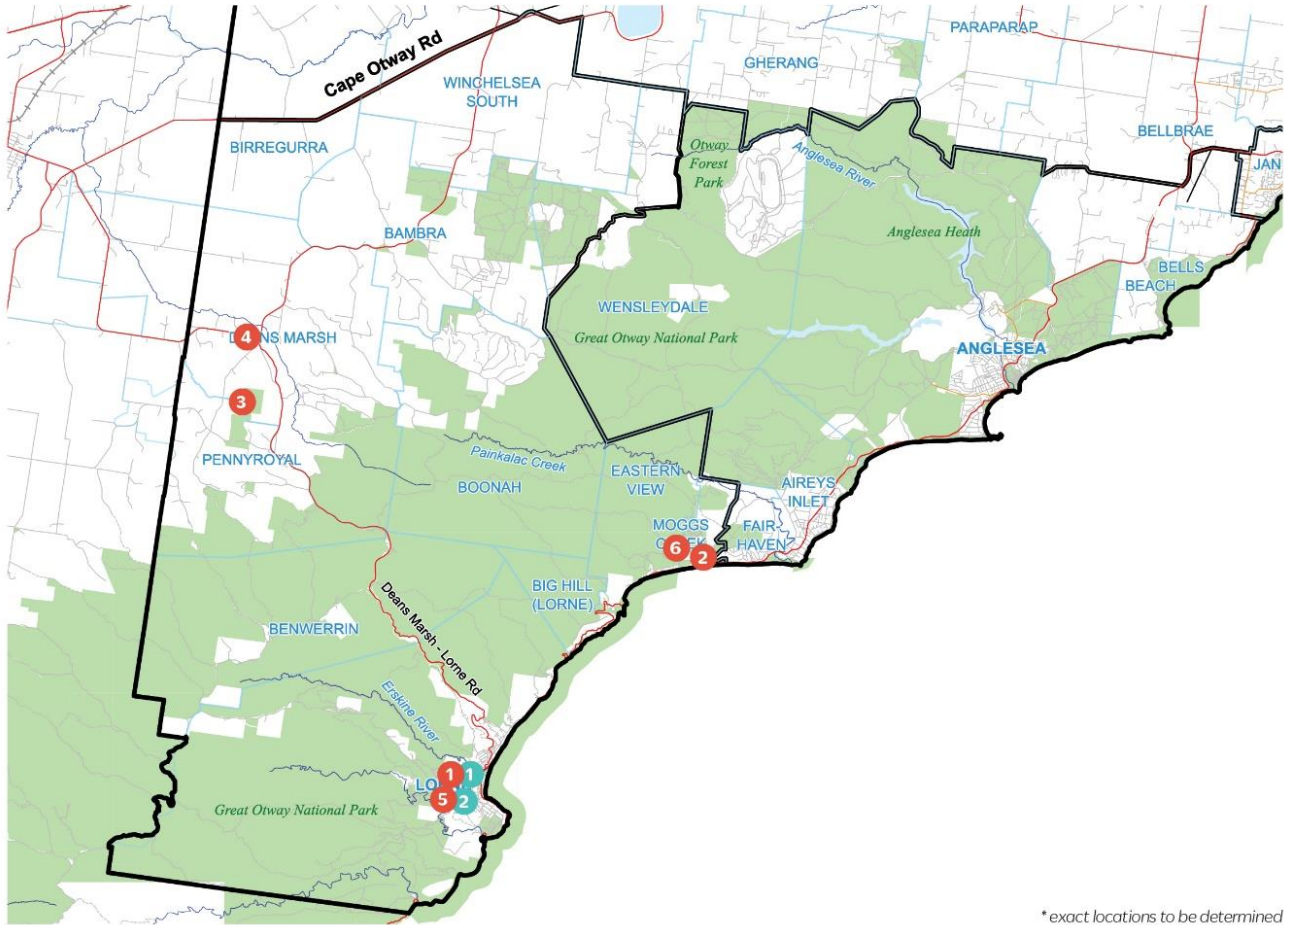 PARAPARAP
GHERANG
Cape Otway Rd
WINCHELSEA
SOUTH
BELLBRAE
BIRREGURRA
Otway
Forest
Park
Anglesea River
JAN
BAMBRA
Anglesea Heath
BELLS
BEACH
WENSLEYDALE
Great Otway National Park
4
NS MARSH
ANGLESEA
3
PENNYROYAL
Painkalac Creek
BOONAH
EASTERN
VIEW
AIREYS
INLET
MOGGS
FAIR-
HAVEN
6
2
BIG HILL
(LORNE)
Deans Marsh - Lorne Rd
BENWERRIN
Erskine River
1
1
LO
5
2
Great Otway National Park
* exact locations to be determined